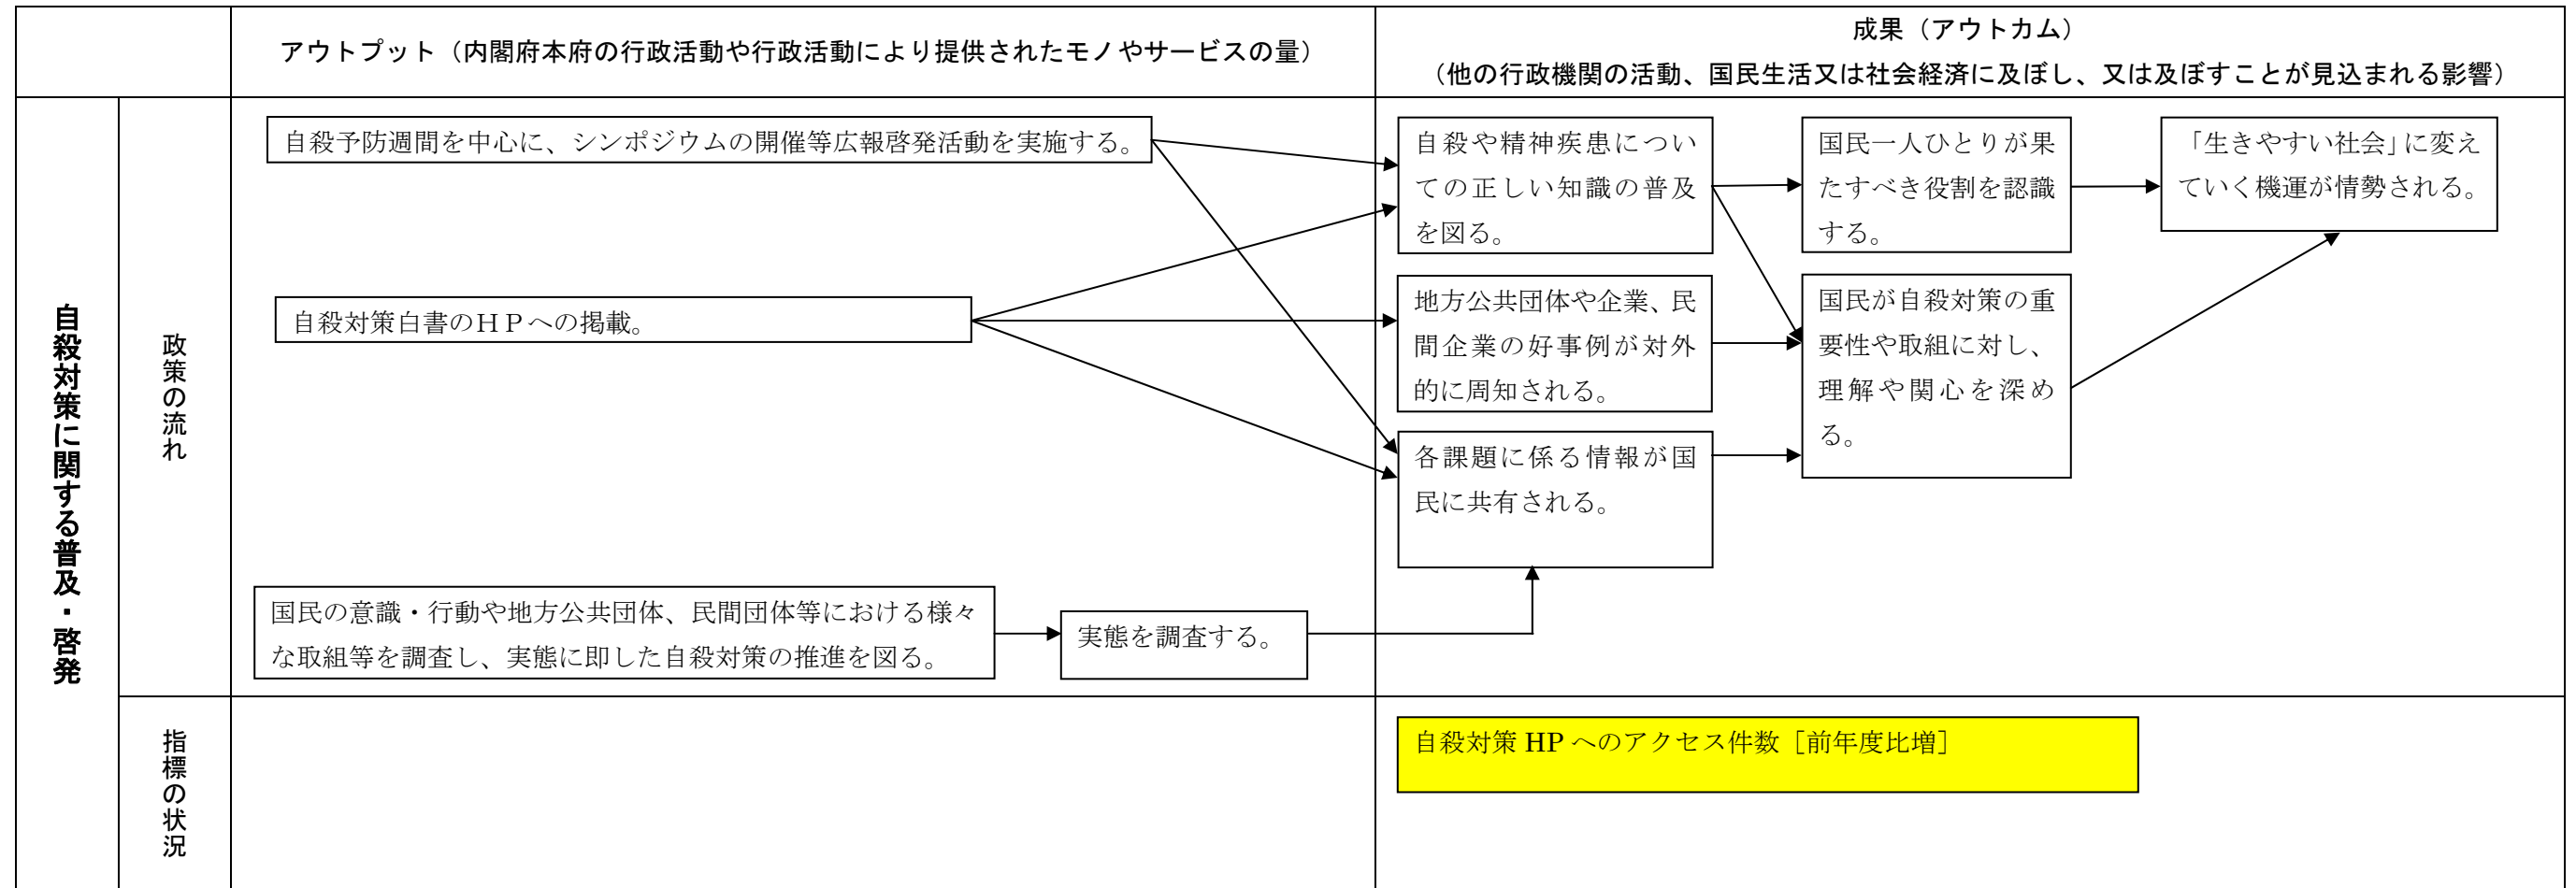 アウトプット（内閣府本府の行政活動や行政活動により提供されたモノやサービスの量）
成果（アウトカム）
（他の行政機関の活動、国民生活又は社会経済に及ぼし、又は及ぼすことが見込まれる影響）
自殺対策に関する普及・啓発
政策の流れ
自殺予防週間を中心に、シンポジウムの開催等広報啓発活動を実施する。
自殺対策白書のＨＰへの掲載。
国民の意識・行動や地方公共団体、民間団体等における様々
な取組等を調査し、実態に即した自殺対策の推進を図る。
実態を調査する。
自殺や精神疾患につい
ての正しい知識の普及
を図る。
地方公共団体や企業、民
間企業の好事例が対外
的に周知される。
各課題に係る情報が国
民に共有される。
国民一人ひとりが果
たすべき役割を認識
する。
国民が自殺対策の重
要性や取組に対し、
理解や関心を深め
る。
「生きやすい社会」に変え
ていく機運が情勢される。
指標の状況
自殺対策 HP へのアクセス件数［前年度比増］